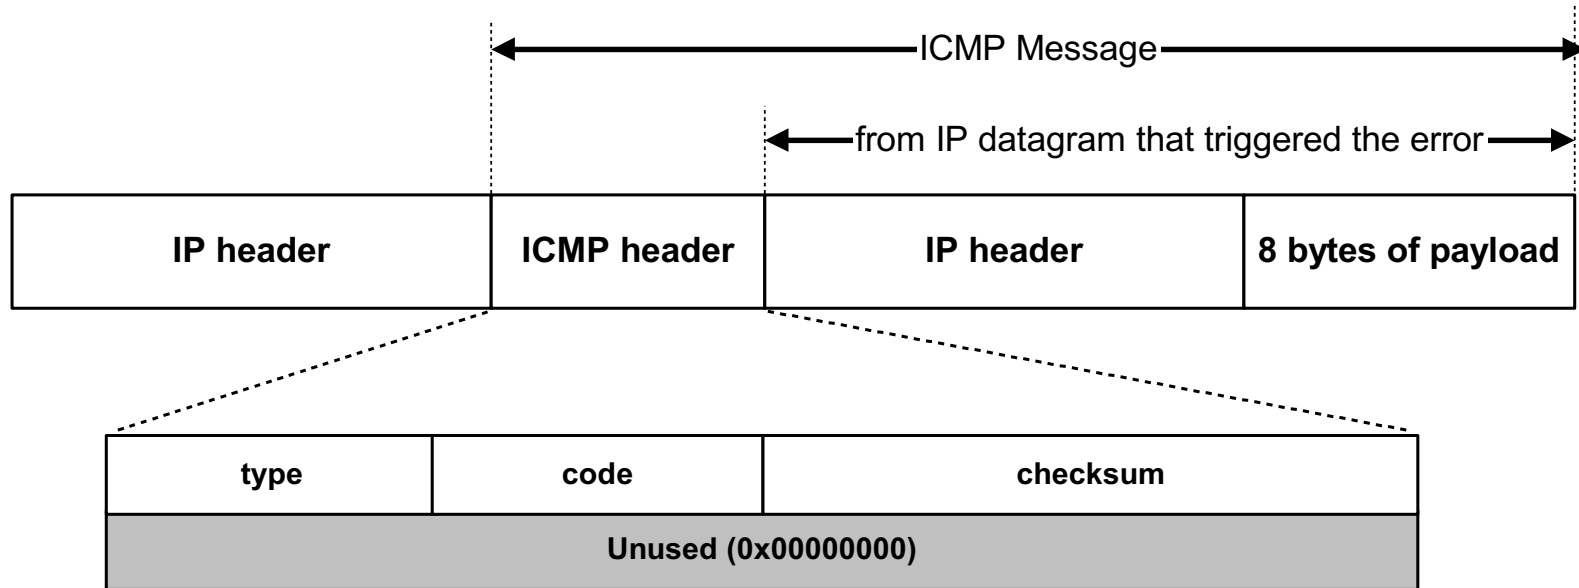 ICMP Message
from IP datagram that triggered the error
IP header
ICMP header
IP header
8 bytes of payload
type
code
checksum
Unused (0x00000000)